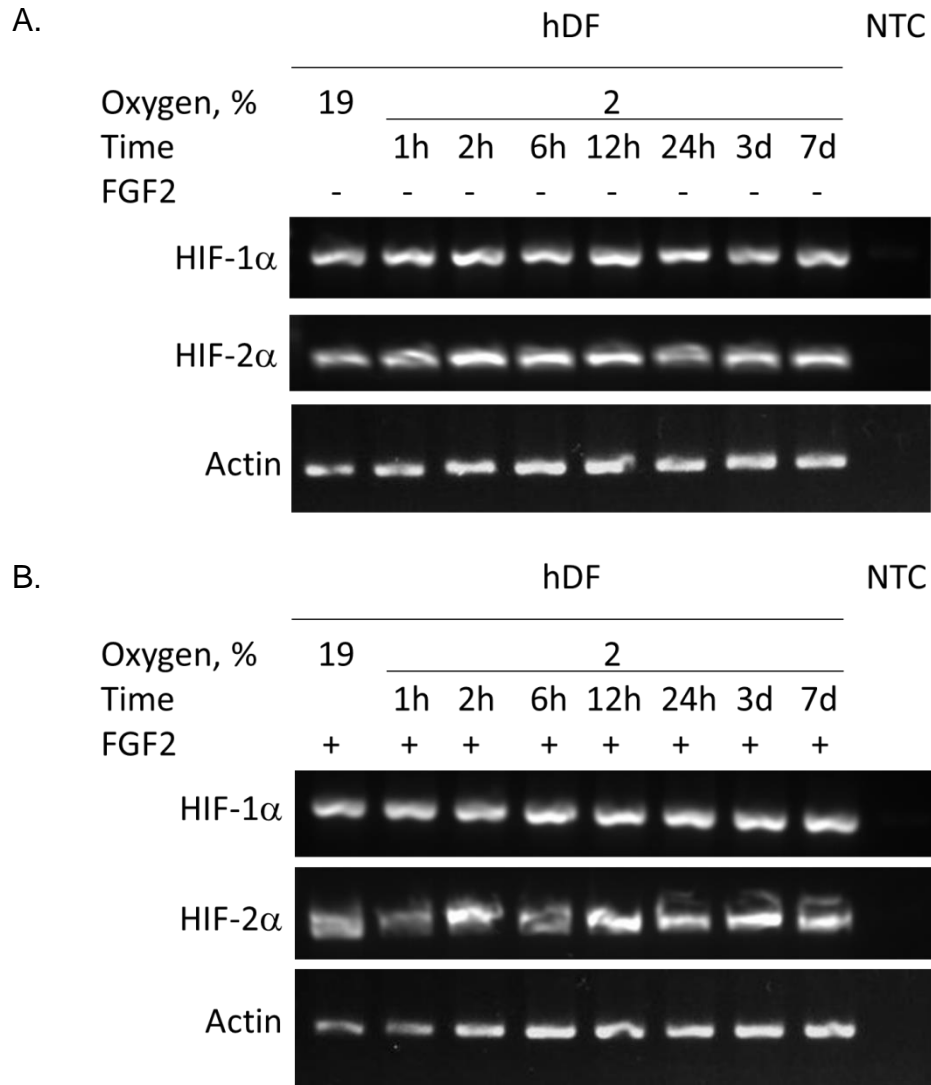 A.
hDF NTC
Oxygen, % 19 2
Time 1h 2h 6h 12h 24h 3d 7d
FGF2 - - - - - - - -
HIF-1α
HIF-2α
Actin
B.
hDF NTC
Oxygen, % 19 2
Time 1h 2h 6h 12h 24h 3d 7d
FGF2 + + + + + + + +
HIF-1α
HIF-2α
Actin